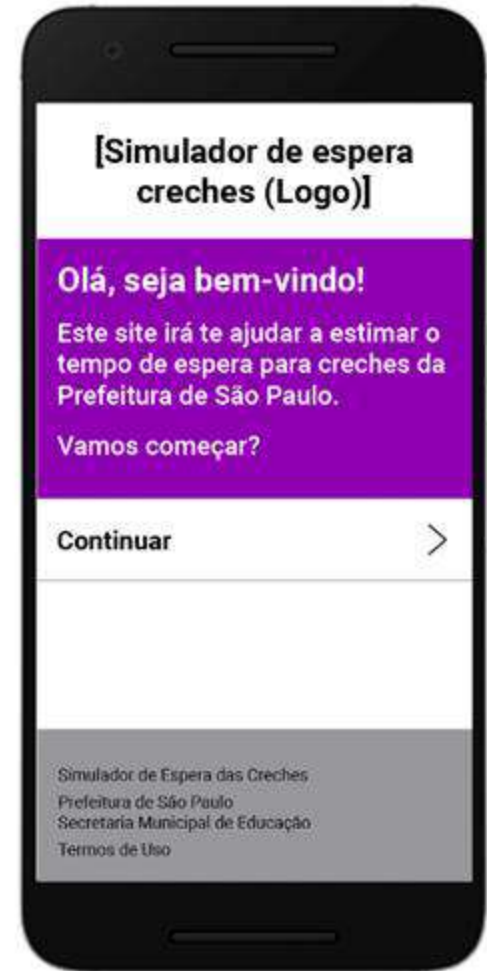 [Simulador de espera
creches (Logo)]
Olá, seja bem-vindo!
Este site irá te ajudar a estimar o
tempo de espera para creches da
Prefeitura de São Paulo.
Vamos começar?
Continuar
Simulador de Espera das Creches
Prefeitura de São Paulo
Secretaria Municipal de Educação
Termos de Uso